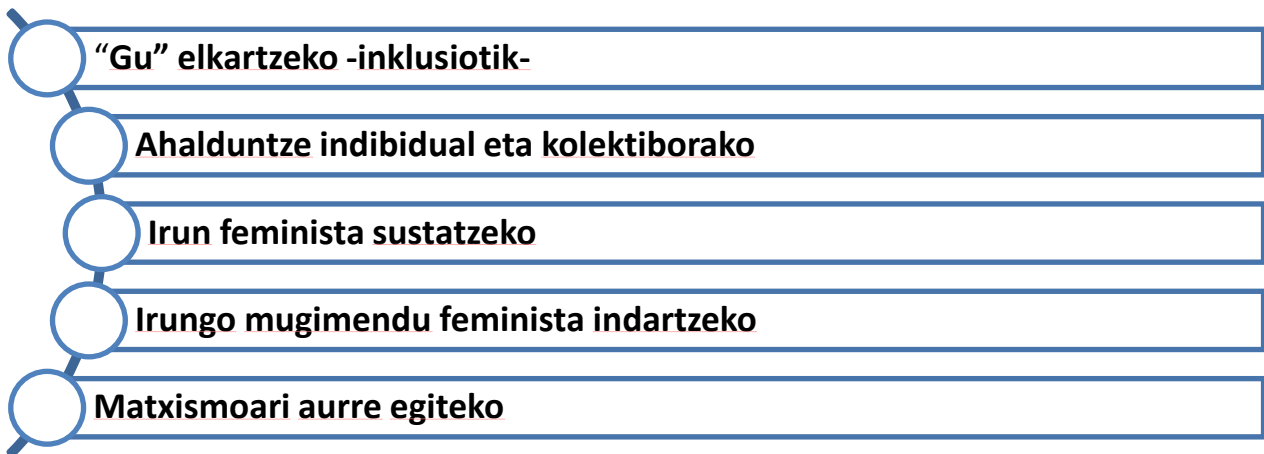 “Gu” elkartzeko -inklusiotik-
Ahalduntze indibidual eta kolektiborako
Irun feminista sustatzeko
Irungo mugimendu feminista indartzeko
Matxismoari aurre egiteko